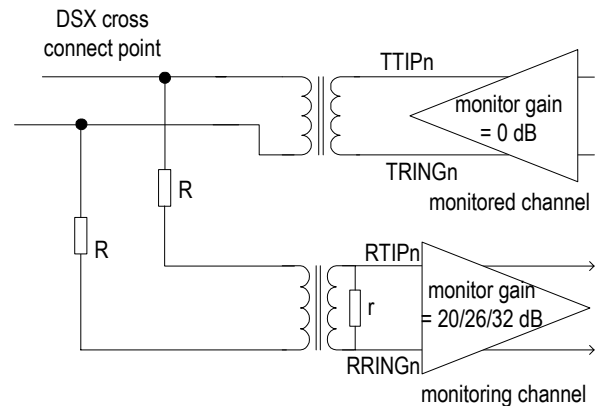 DSX cross
connect point
TTIPn
monitor gain
= 0 dB
TRINGn
monitored channel
R
R
RTIPn
monitor gain
= 20/26/32 dB
r
RRINGn
monitoring channel